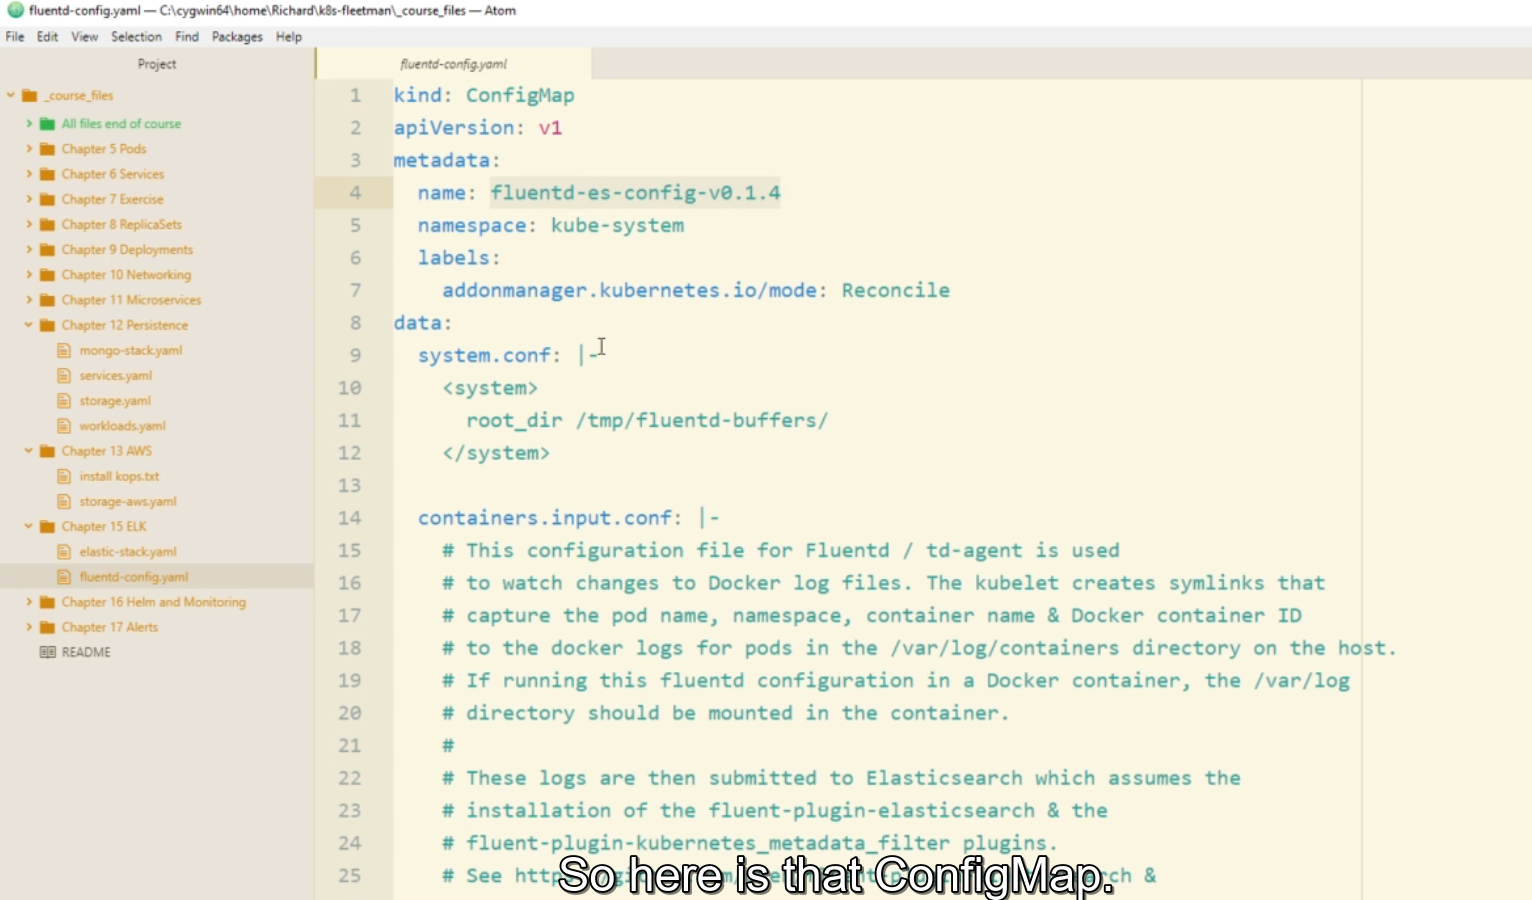 fluentd-config.yaml — C:\cygwin64\home\Richard\k8s-fleetman\_course_files — Atom
File Edit View Selection Find Packages Help
Project
_course_files
All files end of course
Chapter 5 Pods
Chapter 6 Services
Chapter 7 Exercise
Chapter 8 ReplicaSets
Chapter 9 Deployments
Chapter 10 Networking
Chapter 11 Microservices
Chapter 12 Persistence
mongo-stack.yaml
services.yaml
storage.yaml
workloads.yaml
Chapter 13 AWS
install kops.txt
storage-aws.yaml
Chapter 15 ELK
elastic-stack.yaml
fluentd-config.yaml
Chapter 16 Helm and Monitoring
Chapter 17 Alerts
README
fluentd-config.yaml
1 kind: ConfigMap
2 apiVersion: v1
3 metadata:
4 name: fluentd-es-config-v0.1.4
5 namespace: kube-system
6 labels:
7 addonmanager.kubernetes.io/mode: Reconcile
8 data:
9 system.conf: |-
10 <system>
11 root_dir /tmp/fluentd-buffers/
12 </system>
13
14 containers.input.conf: |-
15 # This configuration file for Fluentd / td-agent is used
16 # to watch changes to Docker log files. The kubelet creates symlinks that
17 # capture the pod name, namespace, container name & Docker container ID
18 # to the docker logs for pods in the /var/log/containers directory on the host.
19 # If running this fluentd configuration in a Docker container, the /var/log
20 # directory should be mounted in the container.
21 #
22 # These logs are then submitted to Elasticsearch which assumes the
23 # installation of the fluent-plugin-elasticsearch & the
24 # fluent-plugin-kubernetes_metadata_filter plugins.
25 # See &
So here is that ConfigMap.